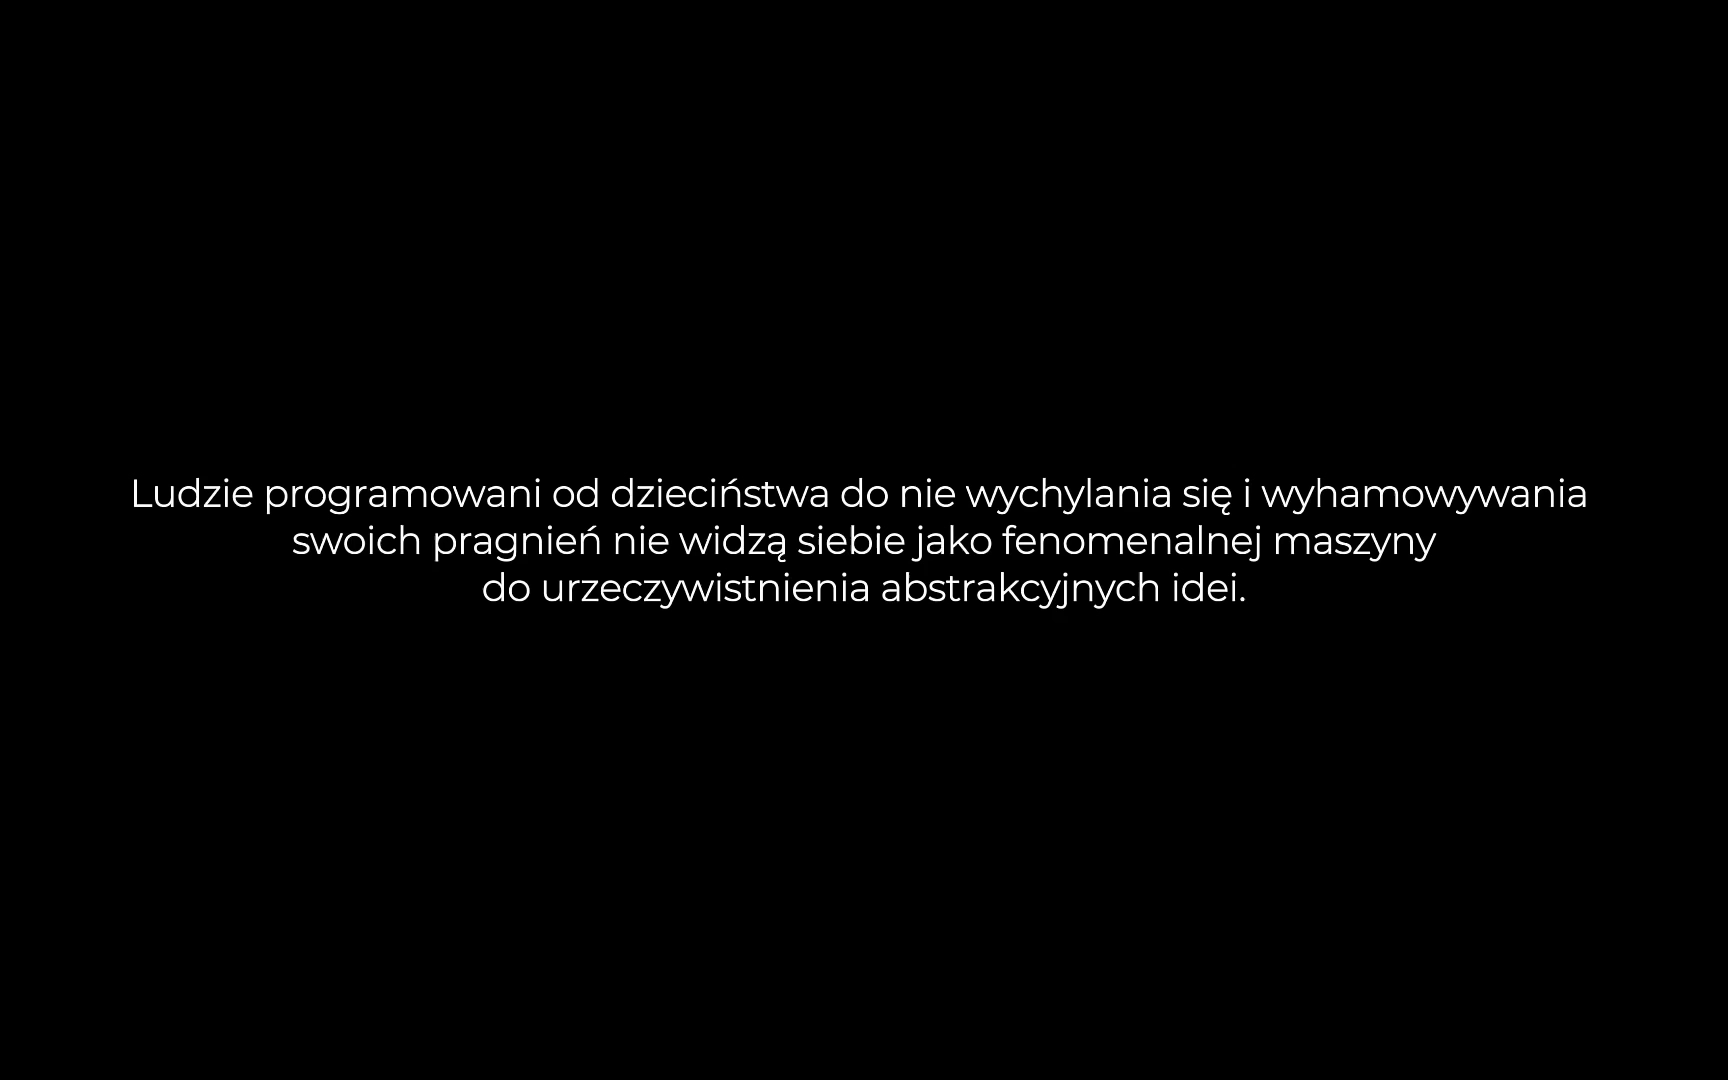 Ludzie programowani od dzieciństwa do nie wychylania się i wyhamowywania
swoich pragnień nie widzą siebie jako fenomenalnej maszyny
do urzeczywistnienia abstrakcyjnych idei.